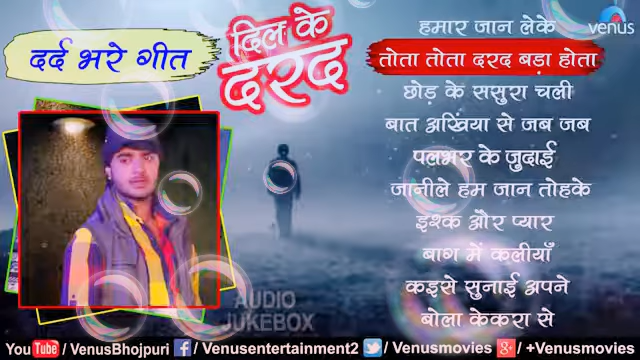 दर्द भरे गीत
दिल के
दरद
venus
हमार जान लेके
तोता तोता दरद बड़ा होता
छोड़ के ससुरा चली
बात अखिंया से जब जब
पलभर के जुदाई
जानीले हम जान तोहके
इश्क और प्यार
बाग में कलीयाँ
कइसे सुनाई अपने
बोला केकरा से
AUDIO
JUKEBOX
You Tube / VenusBhojpuri f / Venusentertainment2 / Venusmovies g+ / +Venusmovies